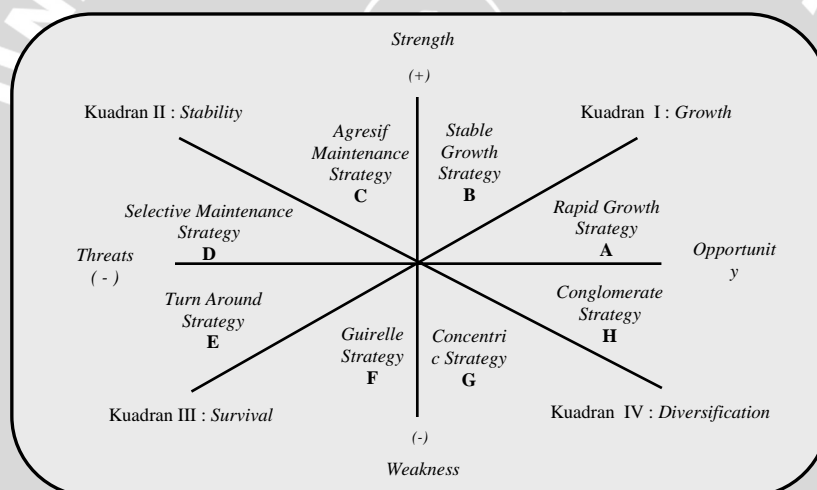 Strength
(+)
Kuadran II : Stability
Kuadran I : Growth
Agresif
Maintenance
Strategy
C
Stable
Growth
Strategy
B
Selective Maintenance
Strategy
D
Rapid Growth
Strategy
A
Threats
( - )
Opportunit
y
Turn Around
Strategy
E
Guirelle
Strategy
F
Concentri
c Strategy
G
Conglomerate
Strategy
H
Kuadran III : Survival
Kuadran IV : Diversification
(-)
Weakness